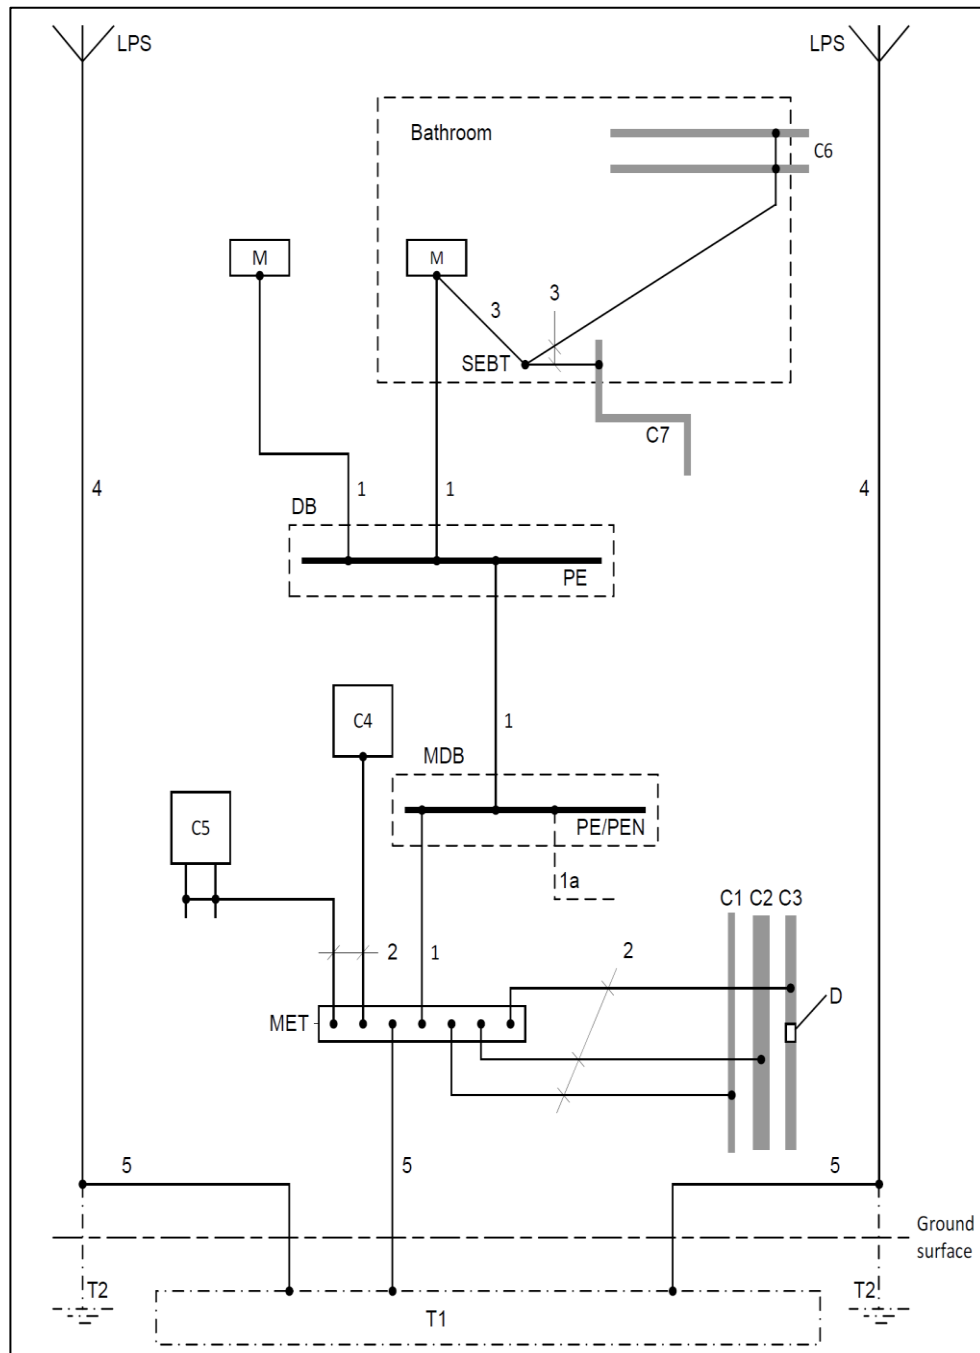 LPS
LPS
Bathroom
C6
M
M
3
3
SEBT
C7
4
4
1
1
DB
PE
C4
1
MDB
C5
PE/PEN
1a
C1 C2 C3
2
1
2
D
MET
5
5
5
Ground
surface
T2
T2
T1